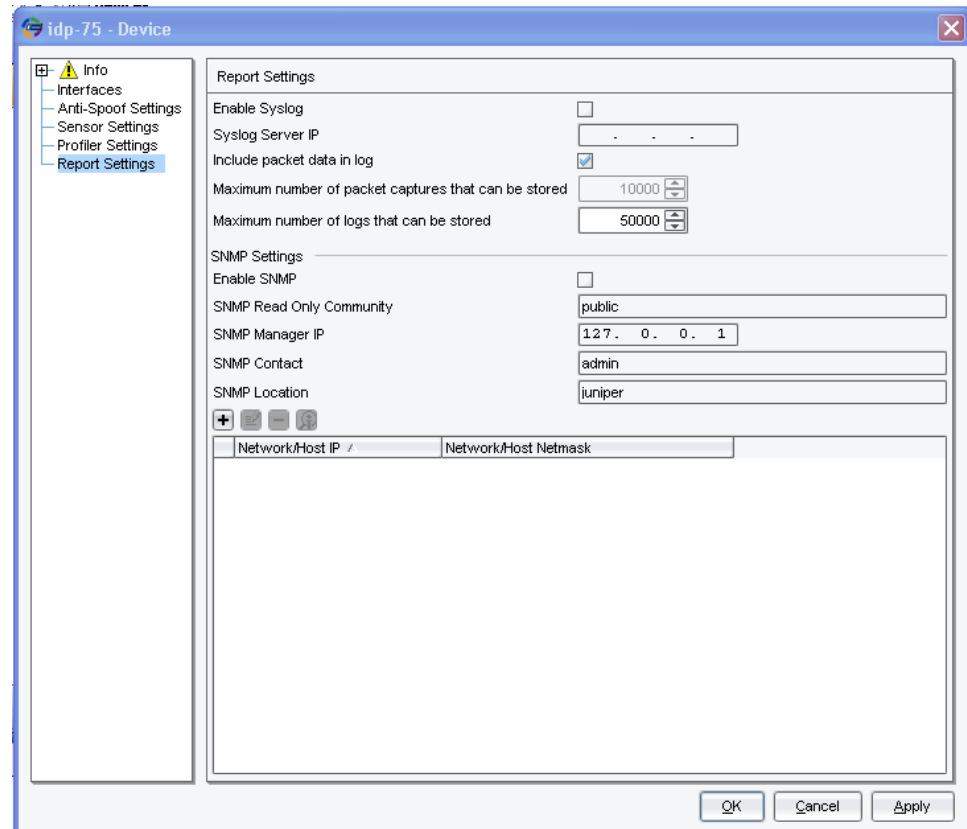 idp-75 - Device
Info
Interfaces
Anti-Spoof Settings
Sensor Settings
Profiler Settings
Report Settings
Report Settings
Enable Syslog
Syslog Server IP . . .
Include packet data in log
Maximum number of packet captures that can be stored 10000
Maximum number of logs that can be stored 50000
SNMP Settings
Enable SNMP
SNMP Read Only Community public
SNMP Manager IP 127. 0. 0. 1
SNMP Contact admin
SNMP Location juniper
Network/Host IP Network/Host Netmask
OK Cancel Apply